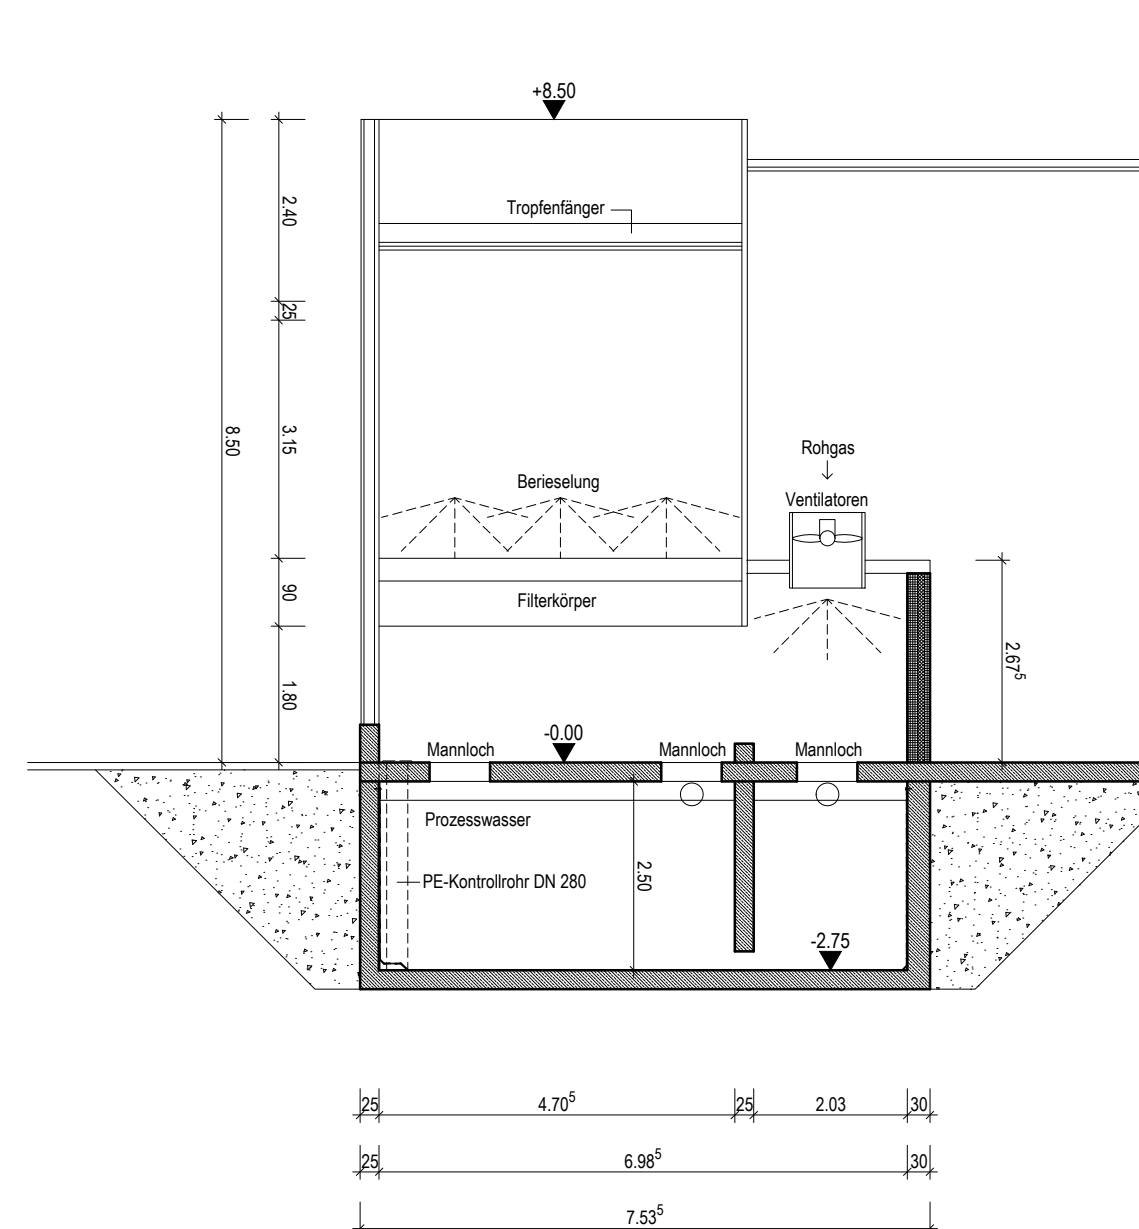 +8.50
Tropfenfänger
2.40
25
8.50
3.15
Rohgas
Berieselung
Ventilatoren
90
Filterkörper
2.67⁵
1.80
-0.00
Mannloch
Mannloch
Mannloch
Prozesswasser
PE-Kontrollrohr DN 280
2.50
-2.75
25 4.70⁵ 25 2.03 30
25 6.98⁵ 30
7.53⁵